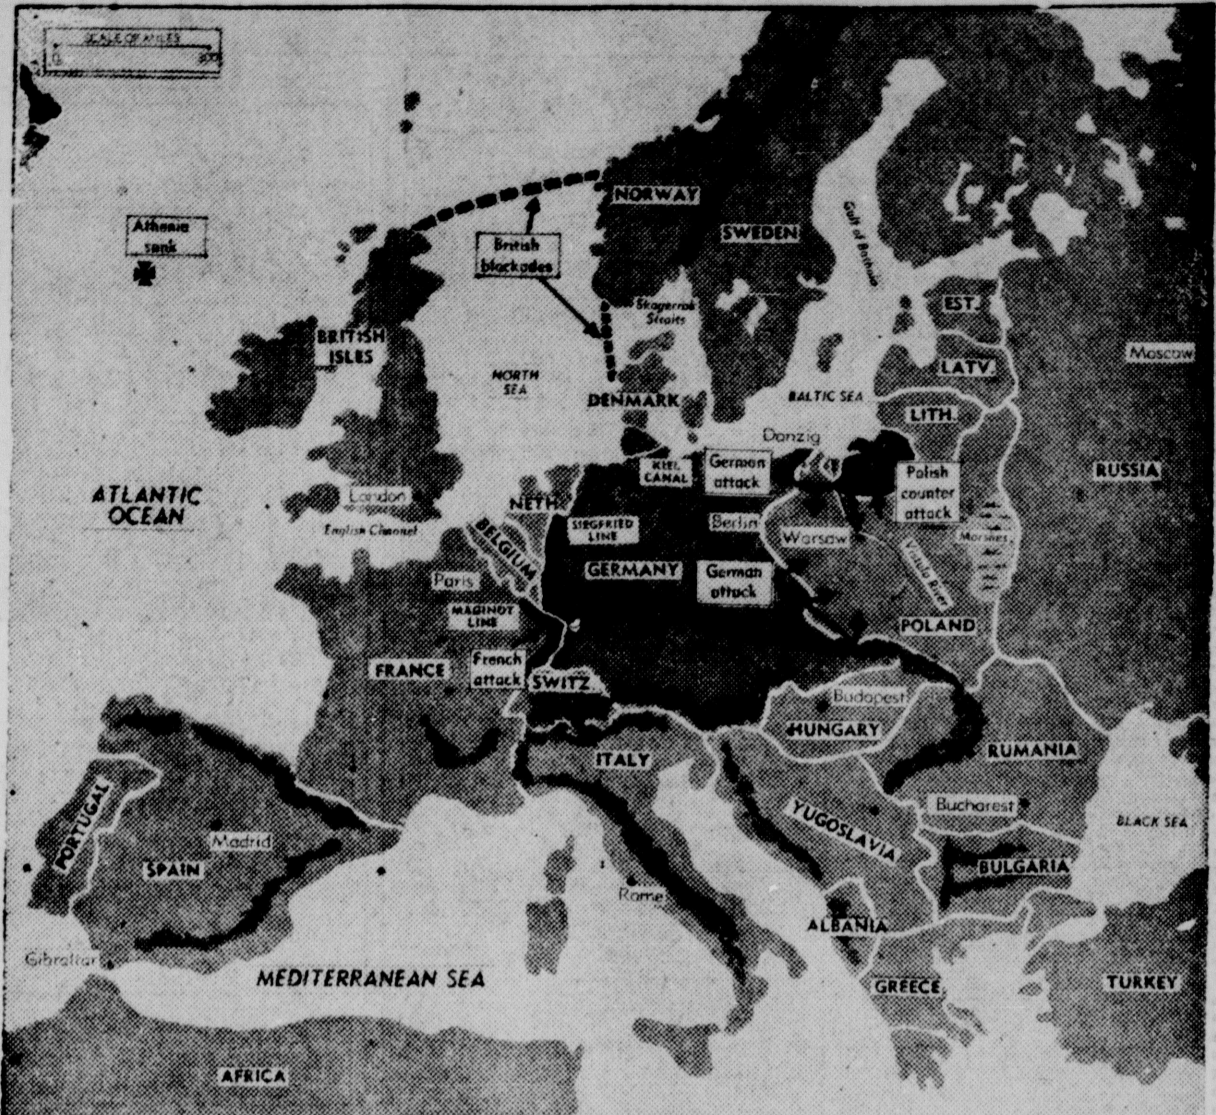 SCALE OF MILES
0 300
Athenia
sunk
British
blockades
NORWAY
SWEDEN
Gulf of Bothnia
Skagerrak
Straits
EST.
Moscow
BRITISH
ISLES
LATV.
NORTH
SEA
DENMARK
BALTIC SEA
LITH.
Danzig
KIEL
CANAL
German
attack
Polish
counter
attack
RUSSIA
ATLANTIC
OCEAN
London
NETH.
English Channel
SIEGFRIED
LINE
Berlin
Warsaw
Marshes
BELGIUM
GERMANY
German
attack
Vistula River
Paris
MAGINOT
LINE
POLAND
FRANCE
French
attack
SWITZ.
Budapest
HUNGARY
ITALY
RUMANIA
PORTUGAL
YUGOSLAVIA
Bucharest
BLACK SEA
Madrid
SPAIN
BULGARIA
Rome
ALBANIA
Gibraltar
MEDITERRANEAN SEA
GREECE
TURKEY
AFRICA